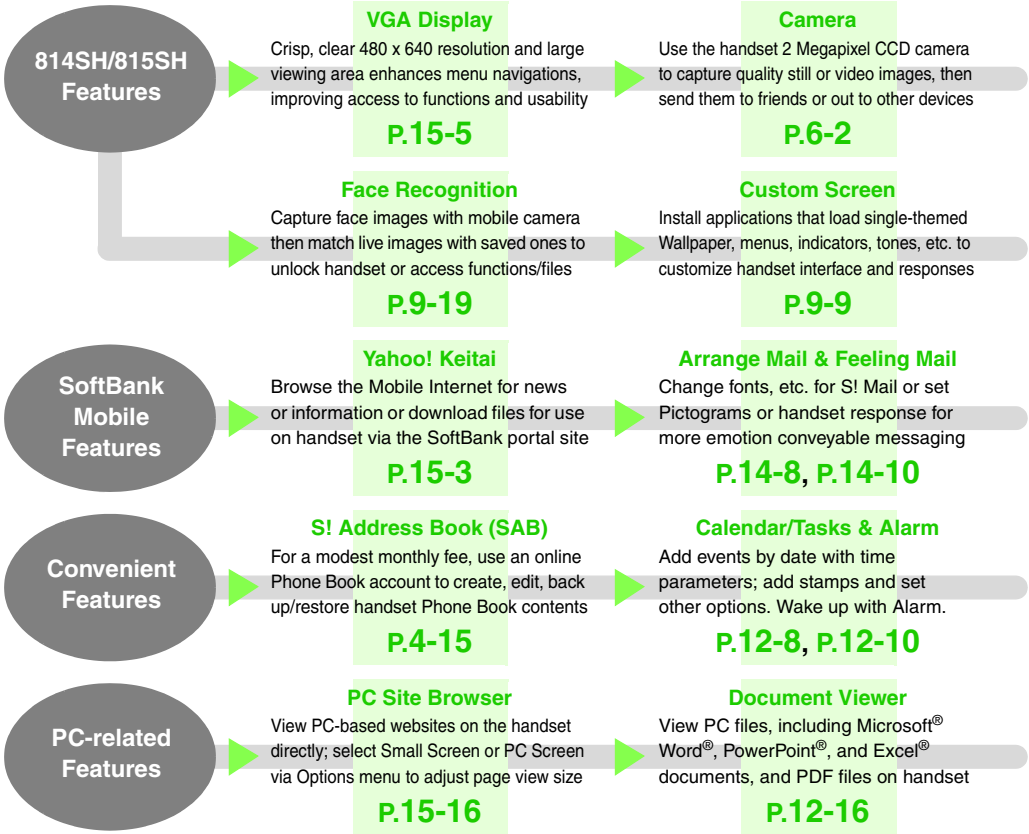 814SH/815SH
Features
VGA Display
Crisp, clear 480 x 640 resolution and large
viewing area enhances menu navigations,
improving access to functions and usability
P.15-5
Camera
Use the handset 2 Megapixel CCD camera
to capture quality still or video images, then
send them to friends or out to other devices
P.6-2
Face Recognition
Capture face images with mobile camera
then match live images with saved ones to
unlock handset or access functions/files
P.9-19
Custom Screen
Install applications that load single-themed
Wallpaper, menus, indicators, tones, etc. to
customize handset interface and responses
P.9-9
SoftBank
Mobile
Features
Yahoo! Keitai
Browse the Mobile Internet for news
or information or download files for use
on handset via the SoftBank portal site
P.15-3
Arrange Mail & Feeling Mail
Change fonts, etc. for S! Mail or set
Pictograms or handset response for
more emotion conveyable messaging
P.14-8, P.14-10
Convenient
Features
S! Address Book (SAB)
For a modest monthly fee, use an online
Phone Book account to create, edit, back
up/restore handset Phone Book contents
P.4-15
Calendar/Tasks & Alarm
Add events by date with time
parameters; add stamps and set
other options. Wake up with Alarm.
P.12-8, P.12-10
PC-related
Features
PC Site Browser
View PC-based websites on the handset
directly; select Small Screen or PC Screen
via Options menu to adjust page view size
P.15-16
Document Viewer
View PC files, including Microsoft®
Word®, PowerPoint®, and Excel®
documents, and PDF files on handset
P.12-16